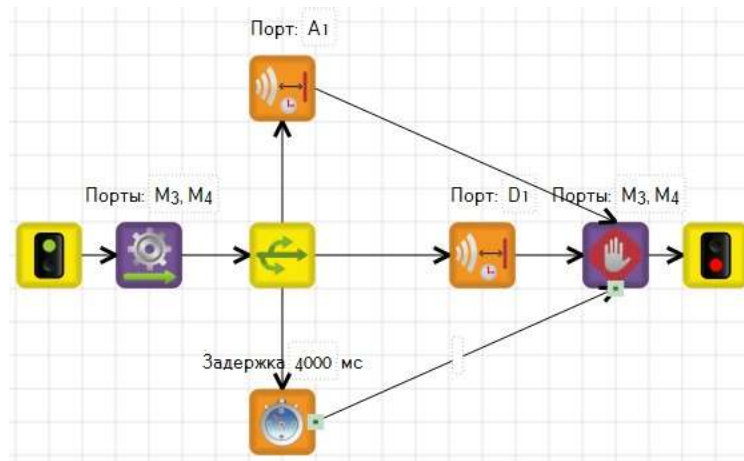 Порт: A1
Порты: M3, M4
Порт: D1
Порты: M3, M4
Задержка 4000 мс